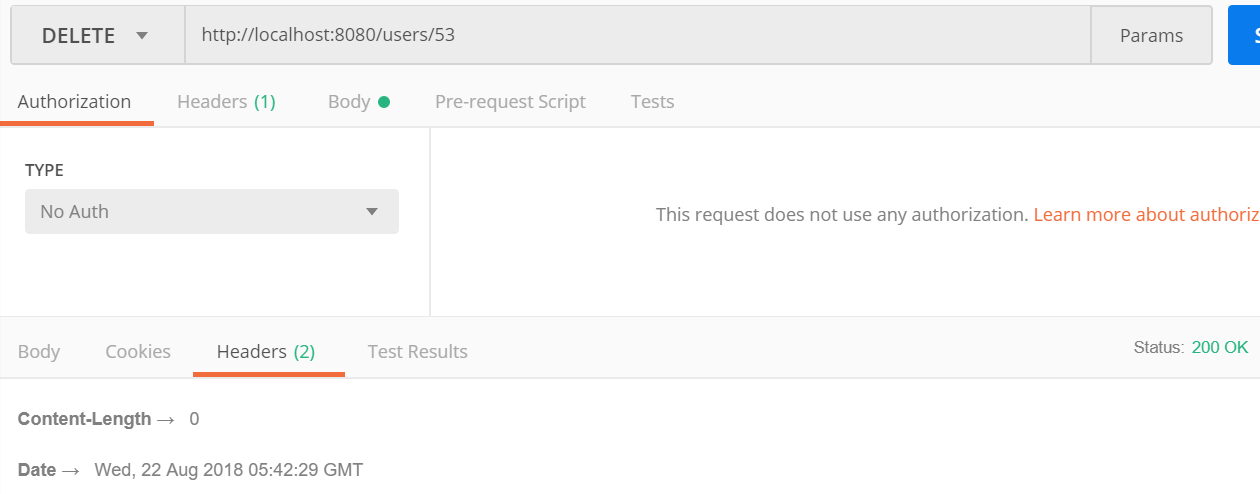 DELETE http://localhost:8080/users/53 Params S
Authorization Headers (1) Body Pre-request Script Tests
TYPE
No Auth
This request does not use any authorization. Learn more about authoriz
Body Cookies Headers (2) Test Results Status: 200 OK
Content-Length → 0
Date → Wed, 22 Aug 2018 05:42:29 GMT